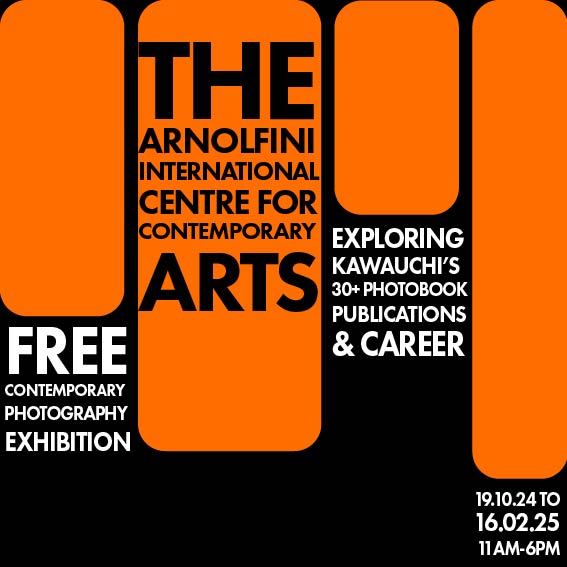 THE
ARNOLFINI
INTERNATIONAL
CENTRE FOR
CONTEMPORARY
ARTS
EXPLORING
KAWAUCHI'S
30+ PHOTOBOOK
PUBLICATIONS
& CAREER
FREE
CONTEMPORARY
PHOTOGRAPHY
EXHIBITION
19.10.24 TO
16.02.25
11AM-6PM